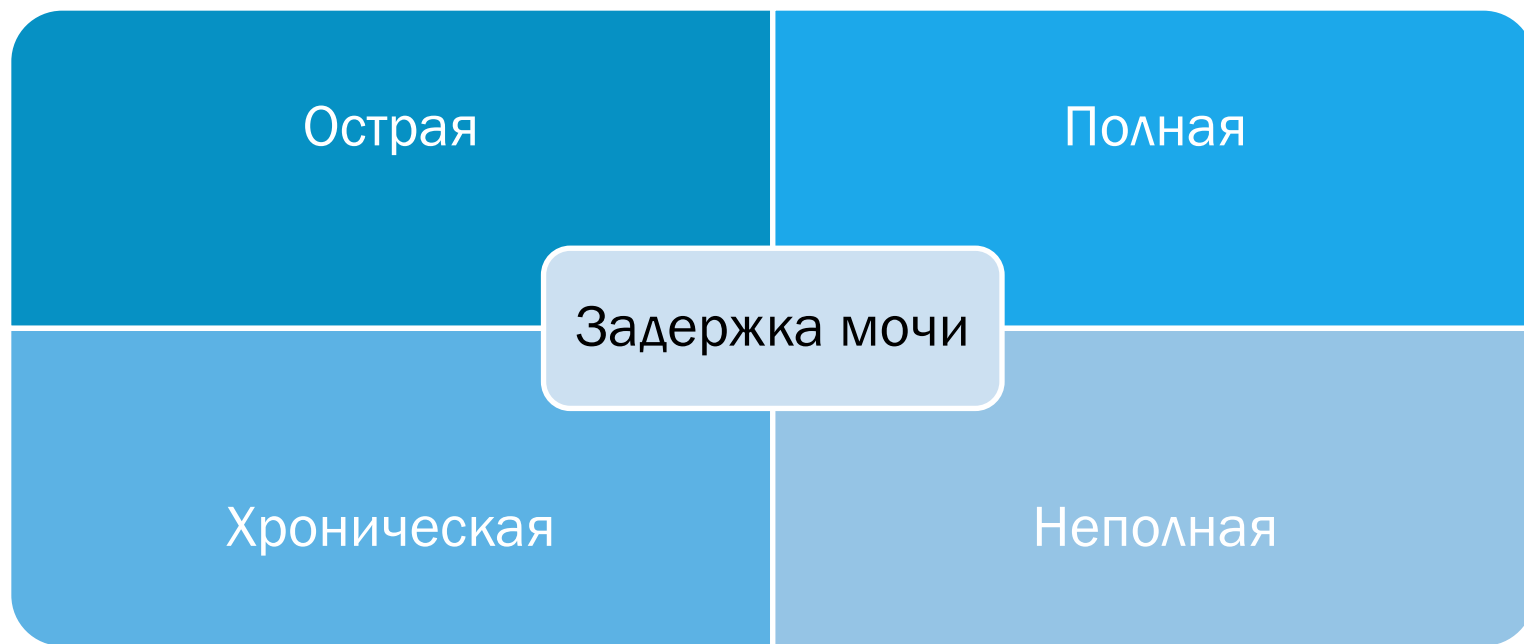 Острая
Полная
Задержка мочи
Хроническая
Неполная